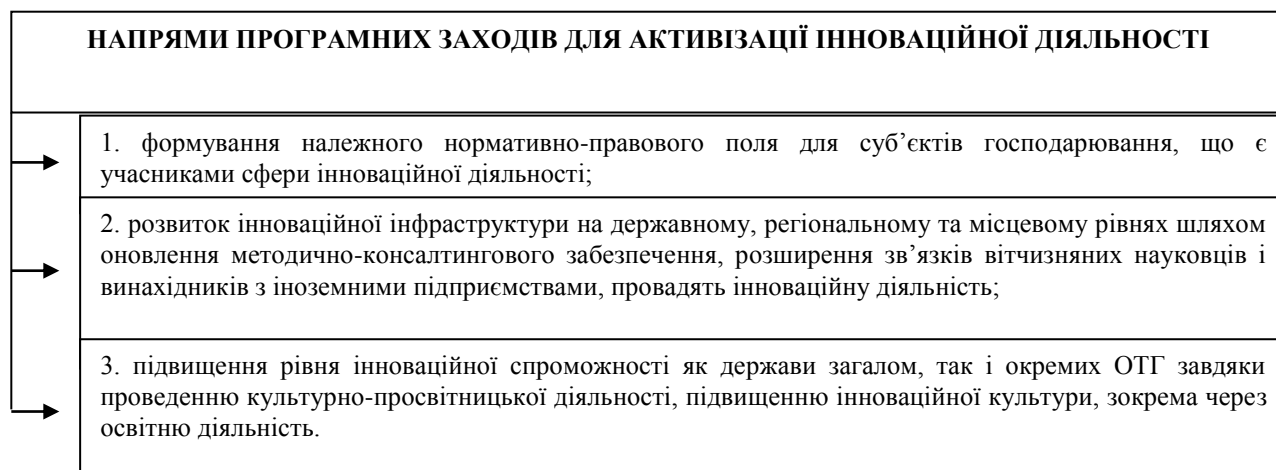 НАПРЯМИ ПРОГРАМНИХ ЗАХОДІВ ДЛЯ АКТИВІЗАЦІЇ ІННОВАЦІЙНОЇ ДІЯЛЬНОСТІ
1. формування належного нормативно-правового поля для суб’єктів господарювання, що є
учасниками сфери інноваційної діяльності;
2. розвиток інноваційної інфраструктури на державному, регіональному та місцевому рівнях шляхом
оновлення методично-консалтингового забезпечення, розширення зв’язків вітчизняних науковців і
винахідників з іноземними підприємствами, провадять інноваційну діяльність;
3. підвищення рівня інноваційної спроможності як держави загалом, так і окремих ОТГ завдяки
проведенню культурно-просвітницької діяльності, підвищенню інноваційної культури, зокрема через
освітню діяльність.